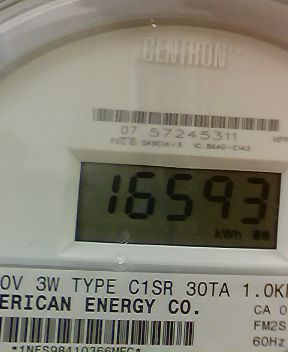 CENTRON
07 57245311
16593
kWh
0V 3W TYPE C1SR 30TA 1.0K
ERICAN ENERGY CO.
CA 0
FM2S
60Hz